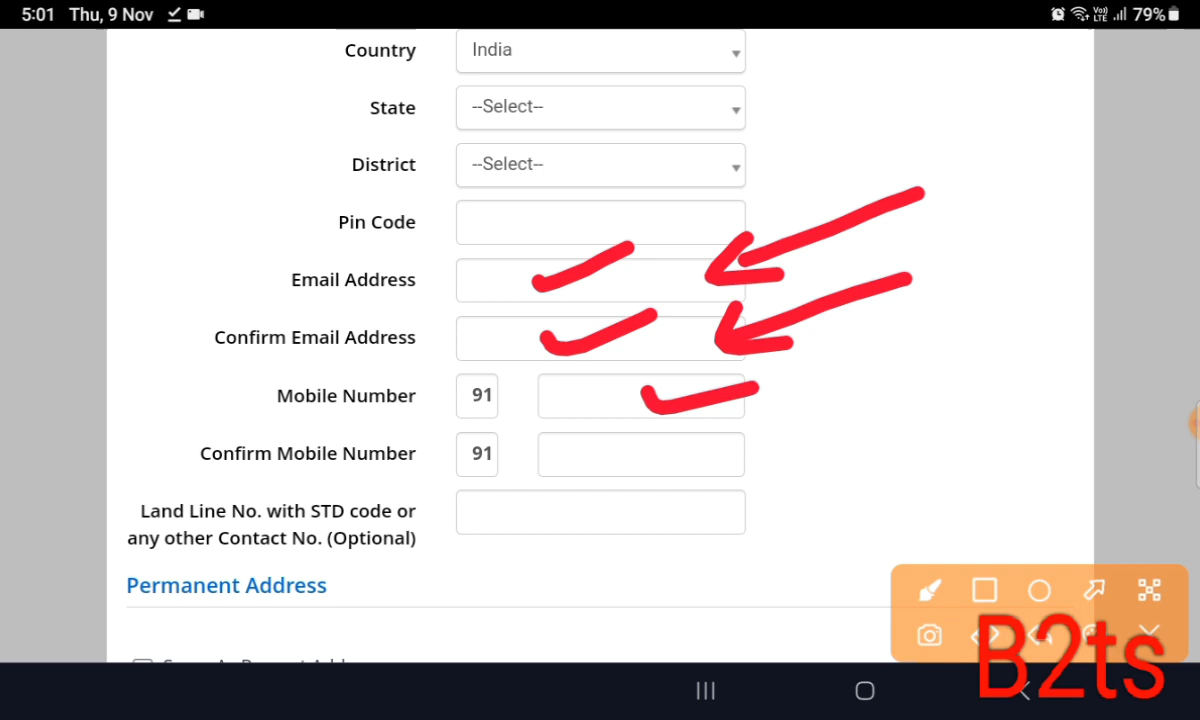 5:01 Thu, 9 Nov 79%
Country India
State --Select--
District --Select--
Pin Code
Email Address
Confirm Email Address
Mobile Number 91
Confirm Mobile Number 91
Land Line No. with STD code or
any other Contact No. (Optional)
Permanent Address
B2ts